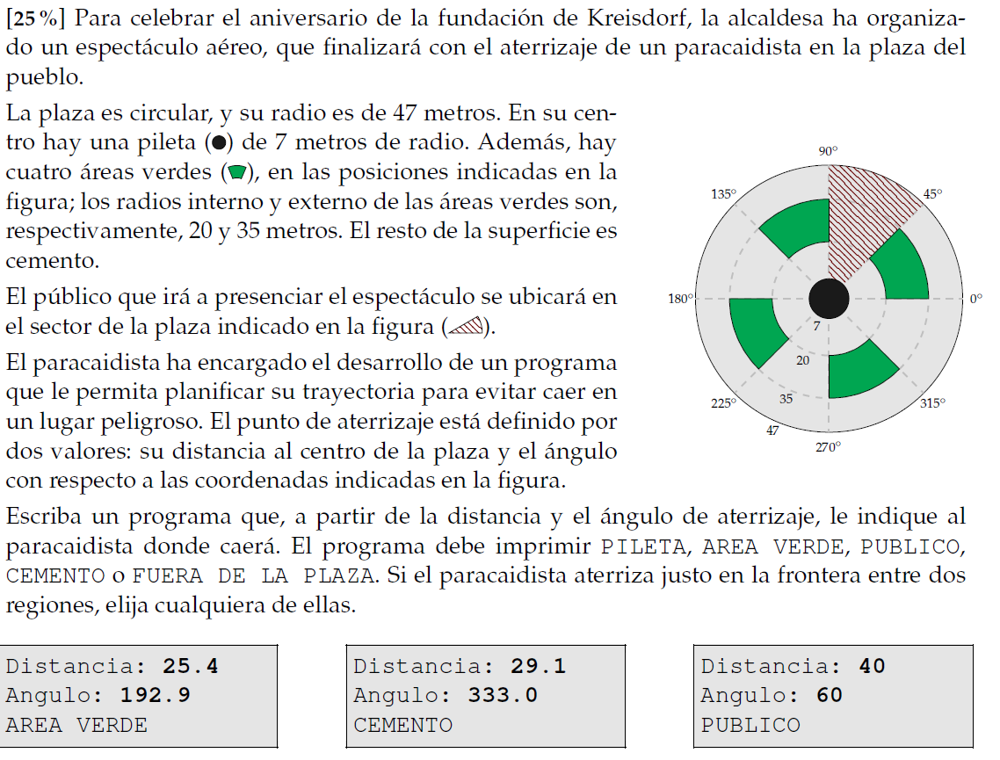 [25 %] Para celebrar el aniversario de la fundación de Kreisdorf, la alcaldesa ha organiza-
do un espectáculo aéreo, que finalizará con el aterrizaje de un paracaidista en la plaza del
pueblo.
La plaza es circular, y su radio es de 47 metros. En su cen-
tro hay una pileta (●) de 7 metros de radio. Además, hay
cuatro áreas verdes (), en las posiciones indicadas en la
figura; los radios interno y externo de las áreas verdes son,
respectivamente, 20 y 35 metros. El resto de la superficie es
cemento.
El público que irá a presenciar el espectáculo se ubicará en
el sector de la plaza indicado en la figura ().
El paracaidista ha encargado el desarrollo de un programa
que le permita planificar su trayectoria para evitar caer en
un lugar peligroso. El punto de aterrizaje está definido por
dos valores: su distancia al centro de la plaza y el ángulo
con respecto a las coordenadas indicadas en la figura.
90°
135°
45°
180°
0°
7
20
35
225°
315°
47
270°
Escriba un programa que, a partir de la distancia y el ángulo de aterrizaje, le indique al
paracaidista donde caerá. El programa debe imprimir PILETA, AREA VERDE, PUBLICO,
CEMENTO o FUERA DE LA PLAZA. Si el paracaidista aterriza justo en la frontera entre dos
regiones, elija cualquiera de ellas.
Distancia: 25.4
Angulo: 192.9
AREA VERDE
Distancia: 29.1
Angulo: 333.0
CEMENTO
Distancia: 40
Angulo: 60
PUBLICO